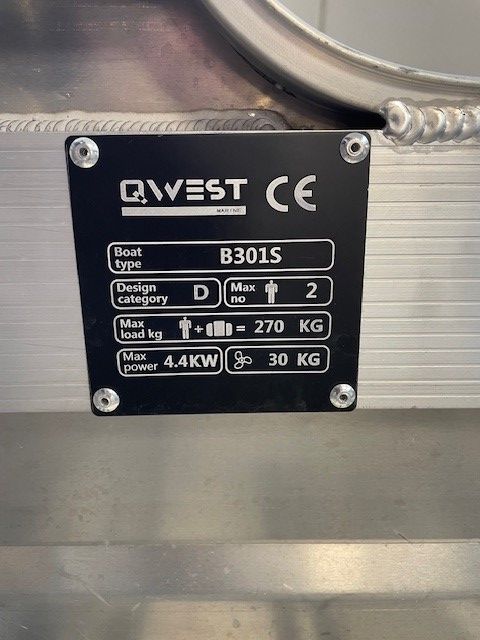 QWEST CE
MARINE
Boat type B301S
Design category D Max no 2
Max load kg + = 270 KG
Max power 4.4KW 30 KG